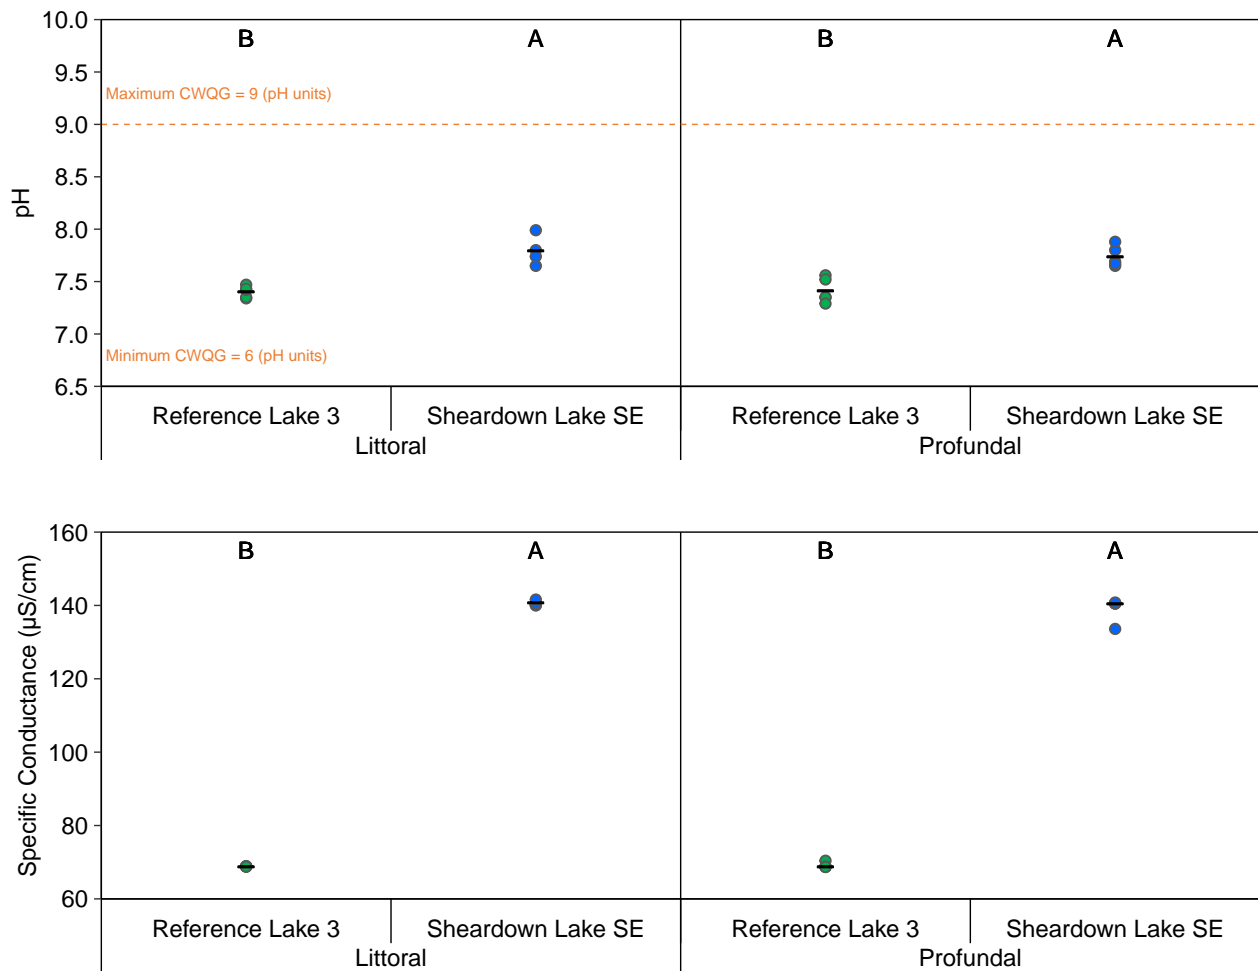 10.0
B
A
B
A
9.5
Maximum CWQG = 9 (pH units)
9.0
8.5
pH
8.0
7.5
7.0
Minimum CWQG = 6 (pH units)
6.5
Reference Lake 3
Sheardown Lake SE
Reference Lake 3
Sheardown Lake SE
Littoral
Profundal
160
B
A
B
A
140
120
Specific Conductance (µS/cm)
100
80
60
Reference Lake 3
Sheardown Lake SE
Reference Lake 3
Sheardown Lake SE
Littoral
Profundal